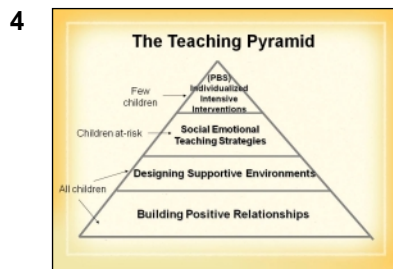 4
The Teaching Pyramid
(PBS)
Individualized
Intensive
Interventions
Few
children
Children at-risk
Social Emotional
Teaching Strategies
Designing Supportive Environments
All children
Building Positive Relationships